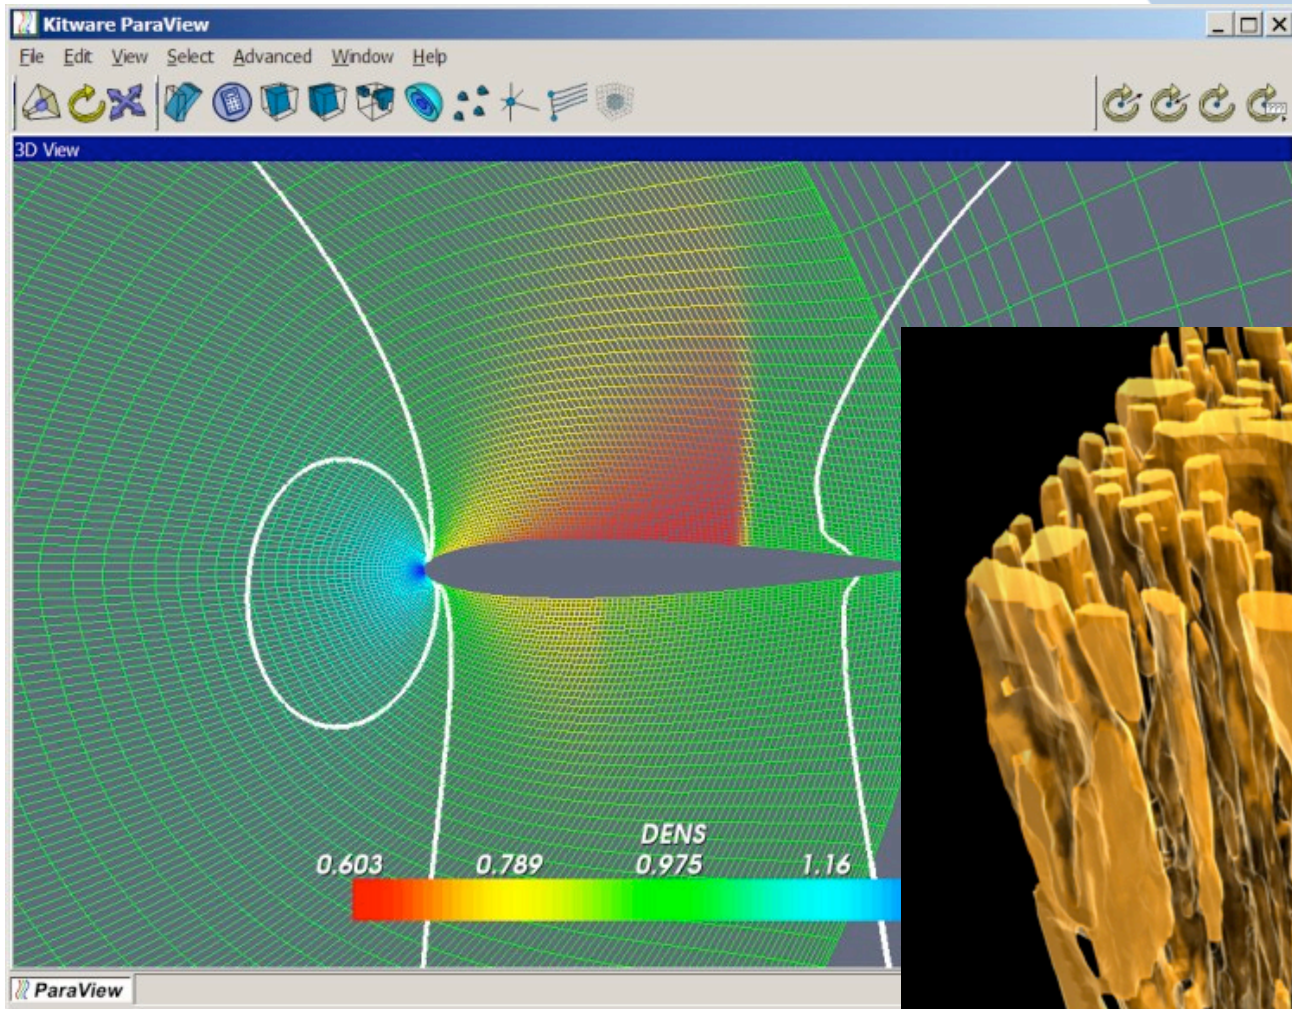 Kitware ParaView
File Edit View Select Advanced Window Help
3D View
DENS
0.603 0.789 0.975 1.16
ParaView